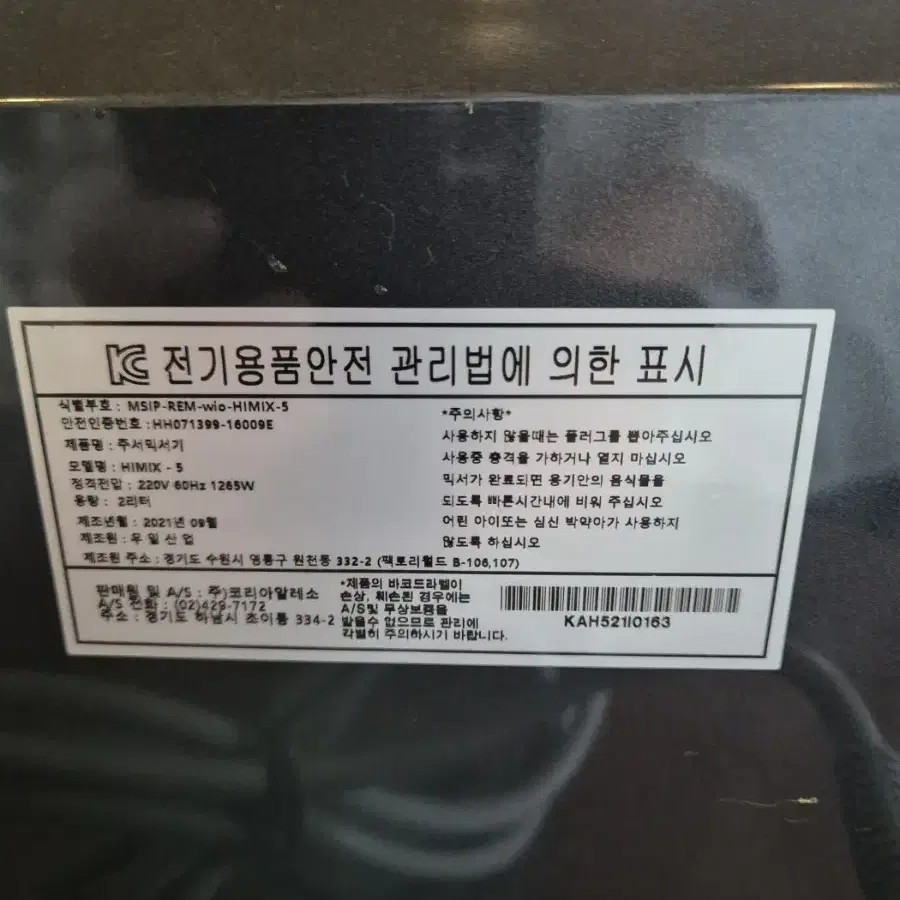 KC 전기용품안전 관리법에 의한 표시
식별부호 : MSIP-REM-wio-HIMIX-5
안전인증번호 : HH071399-16009E
제품명 : 주서믹서기
모델명 : HIMIX - 5
정격전압 : 220V 60Hz 1265W
용량 : 2리터
제조년월 : 2021년 09월
제조원 : 우일산업
제조원 주소 : 경기도 수원시 영통구 원천동 332-2 (팩토리월드 B-106,107)
*주의사항*
사용하지 않을때는 플러그를 뽑아주십시오
사용중 충격을 가하거나 열지 마십시오
믹서가 완료되면 용기안의 음식물을
되도록 빠른시간내에 비워 주십시오
어린 아이또는 심신 박약아가 사용하지
않도록 하십시오
판매원 및 A/S : 주)코리아알레소
A/S 전화 : (02)429-7172
주소 : 경기도 하남시 조이동 334-2
*제품의 바코드라벨이
손상, 훼손된 경우에는
A/S및 무상보증을
받을수 없으므로 관리에
각별히 주의하시기 바랍니다.
KAH521I0163